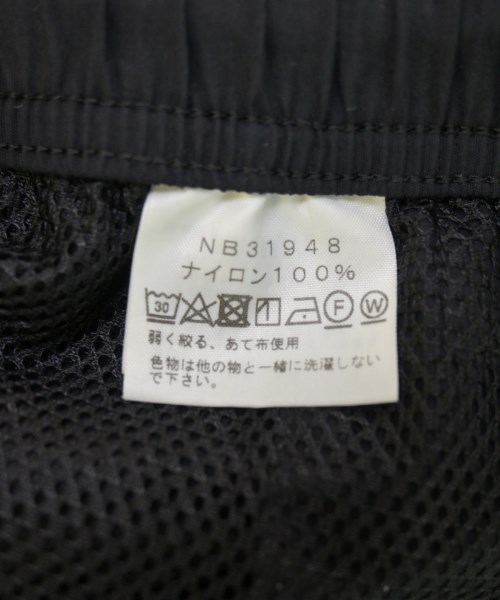 NB31948
ナイロン100%
30 F W
弱く絞る、あて布使用
色物は他の物と一緒に洗濯しない
で下さい。